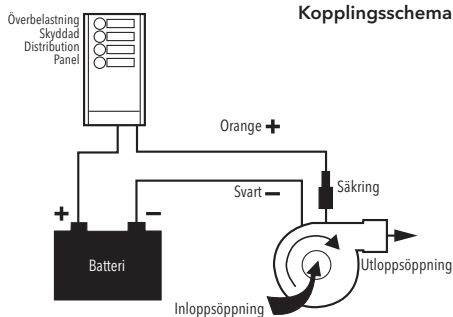 Kopplingsschema
Överbelastning
Skyddad
Distribution
Panel
Orange +
Svart −
Säkring
+ −
Batteri
Utloppsöppning
Inloppsöppning